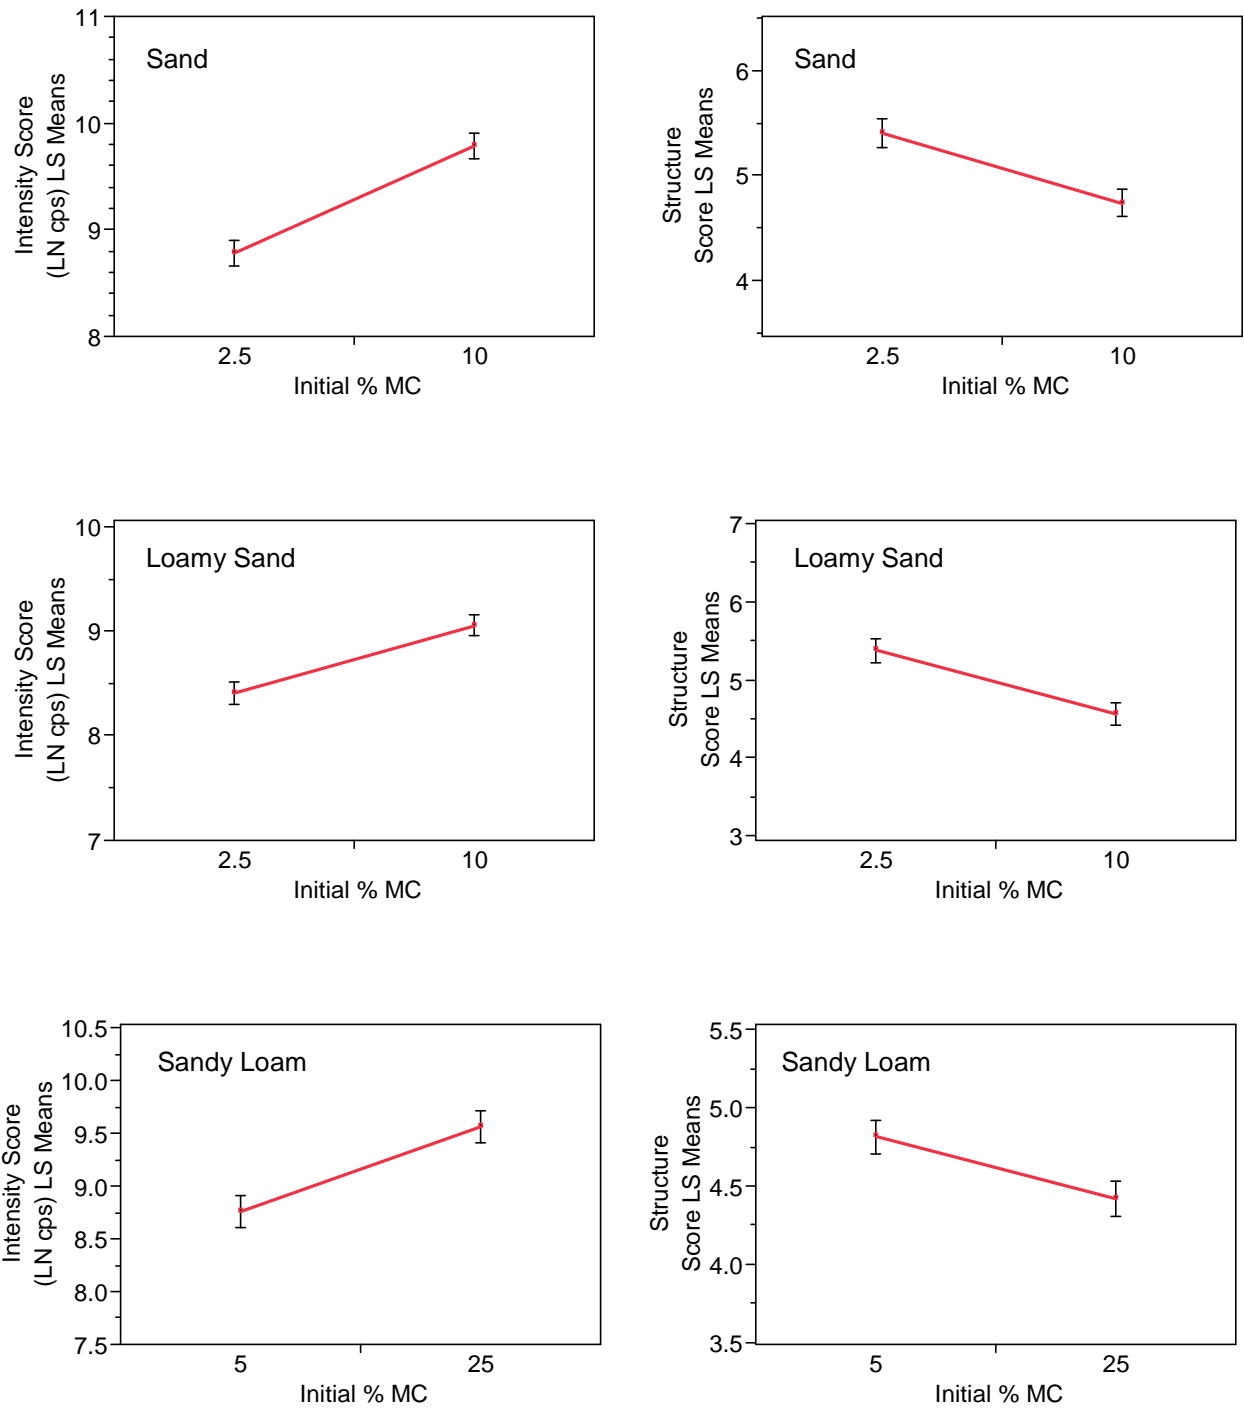 Sand
Intensity Score
(LN cps) LS Means
11
10
9
8
2.5
10
Initial % MC
Sand
Structure
Score LS Means
6
5
4
2.5
10
Initial % MC
Loamy Sand
Intensity Score
(LN cps) LS Means
10
9
8
7
2.5
10
Initial % MC
Loamy Sand
Structure
Score LS Means
7
6
5
4
3
2.5
10
Initial % MC
Sandy Loam
Intensity Score
(LN cps) LS Means
10.5
10.0
9.5
9.0
8.5
8.0
7.5
5
25
Initial % MC
Sandy Loam
Structure
Score LS Means
5.5
5.0
4.5
4.0
3.5
5
25
Initial % MC